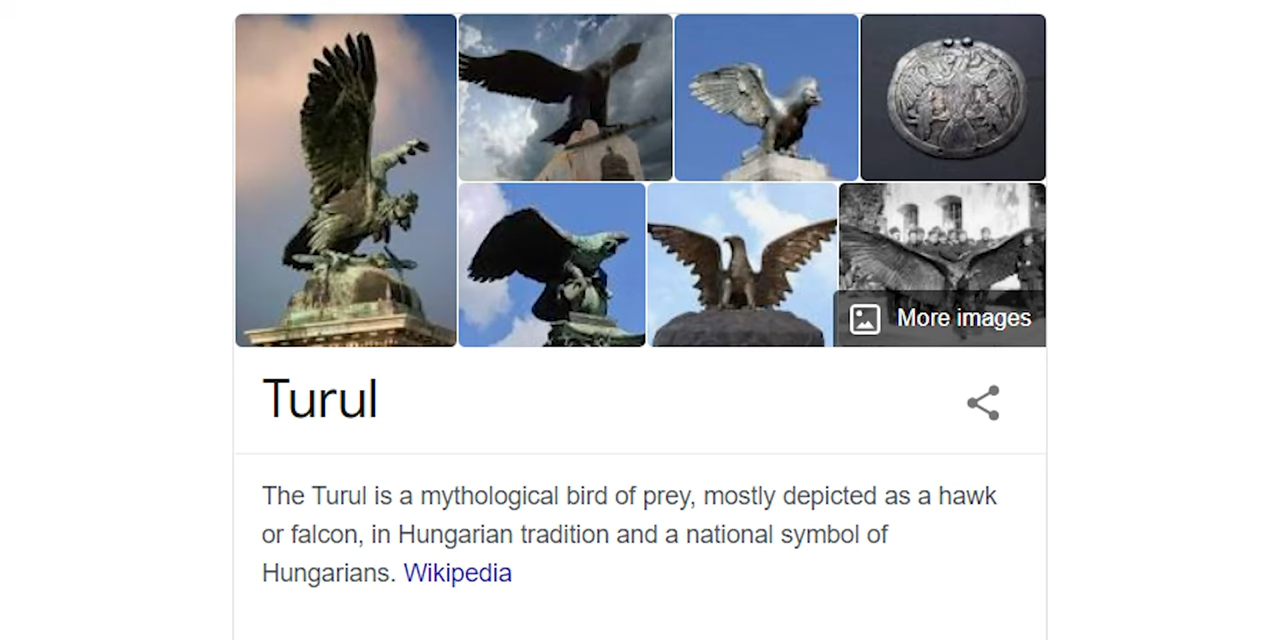 More images
Turul
The Turul is a mythological bird of prey, mostly depicted as a hawk
or falcon, in Hungarian tradition and a national symbol of
Hungarians. Wikipedia